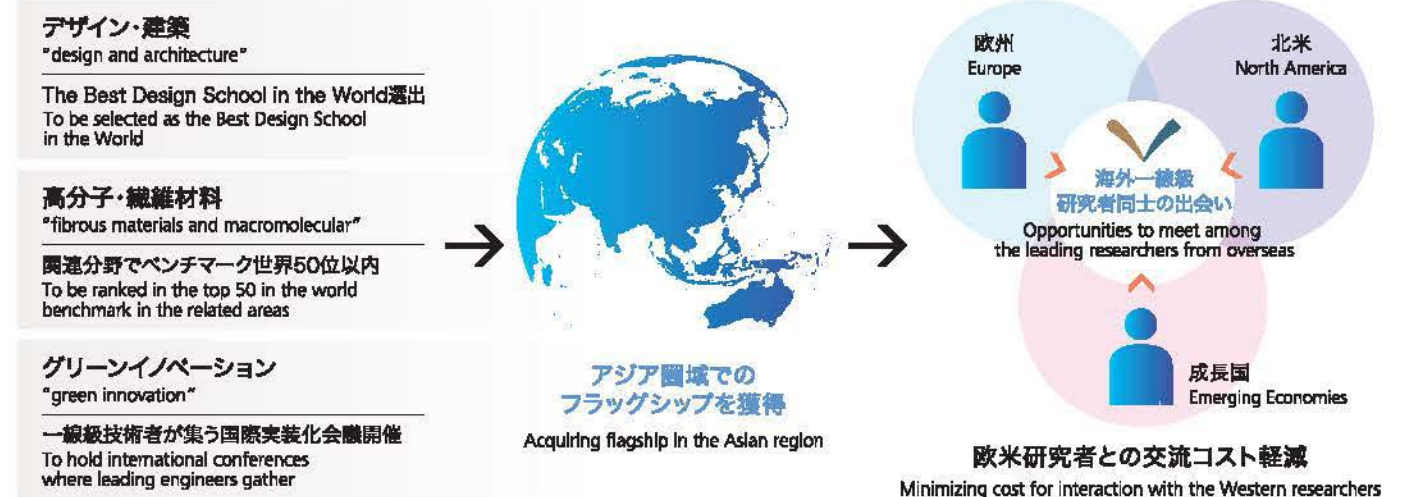 デザイン・建築
"design and architecture"
The Best Design School in the World選出
To be selected as the Best Design School
in the World
高分子・繊維材料
"fibrous materials and macromolecular"
関連分野でベンチマーク世界50位以内
To be ranked in the top 50 in the world
benchmark in the related areas
グリーンイノベーション
"green innovation"
一線級技術者が集う国際実装化会議開催
To hold international conferences
where leading engineers gather
アジア圏域での
フラッグシップを獲得
Acquiring flagship in the Asian region
欧州
Europe
北米
North America
海外一線級
研究者同士の出会い
Opportunities to meet among
the leading researchers from overseas
成長国
Emerging Economies
欧米研究者との交流コスト軽減
Minimizing cost for interaction with the Western researchers